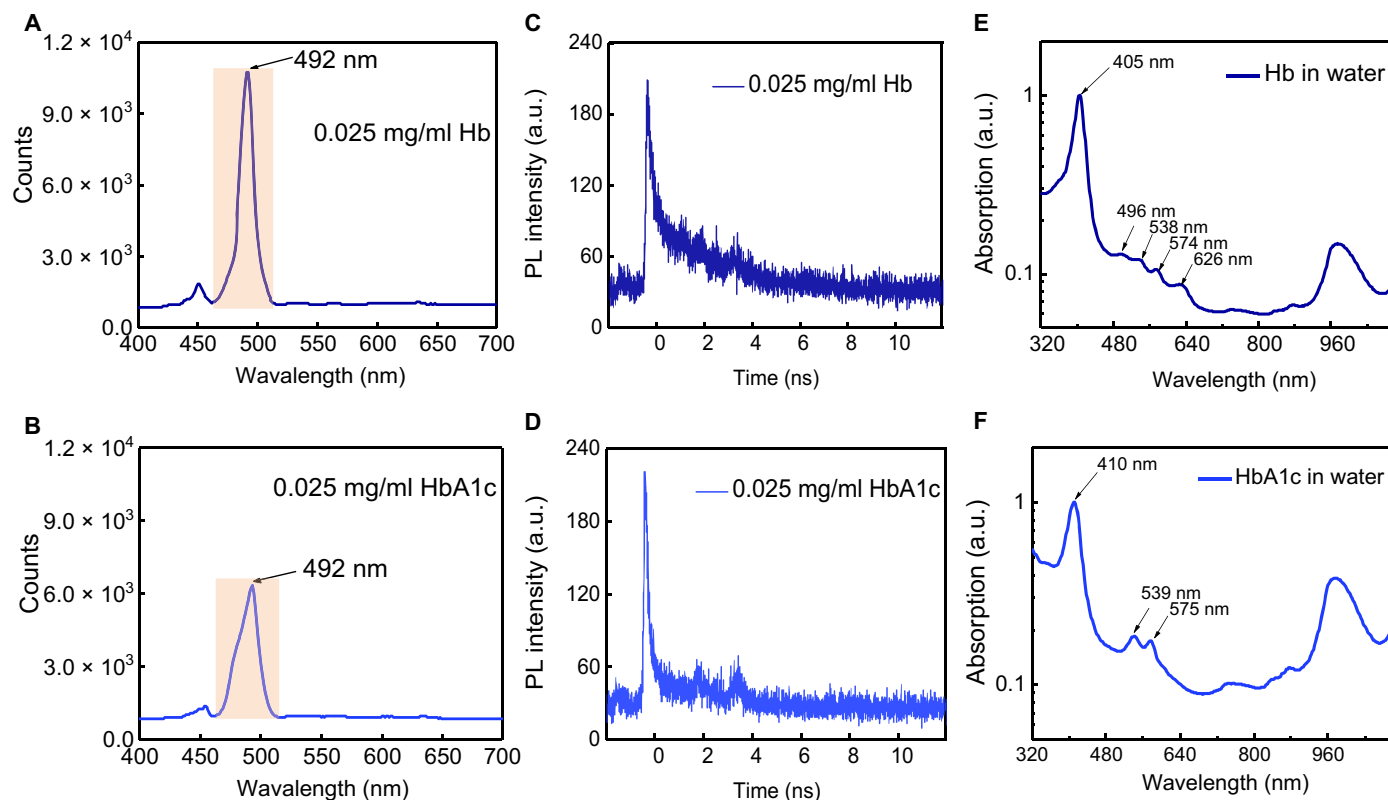 A
1.2 × 10⁴
9.0 × 10³
6.0 × 10³
3.0 × 10³
0.0
Counts
492 nm
0.025 mg/ml Hb
400 450 500 550 600 650 700
Wavalength (nm)
C
240
180
120
60
0
PL intensity (a.u.)
0.025 mg/ml Hb
0 2 4 6 8 10
Time (ns)
E
1
0.1
Absorption (a.u.)
405 nm
Hb in water
496 nm
538 nm
574 nm
626 nm
320 480 640 800 960
Wavelength (nm)
B
1.2 × 10⁴
9.0 × 10³
6.0 × 10³
3.0 × 10³
0.0
Counts
0.025 mg/ml HbA1c
492 nm
400 450 500 550 600 650 700
Wavelength (nm)
D
240
180
120
60
0
PL intensity (a.u.)
0.025 mg/ml HbA1c
0 2 4 6 8 10
Time (ns)
F
1
0.1
Absorption (a.u.)
410 nm
HbA1c in water
539 nm
575 nm
320 480 640 800 960
Wavelength (nm)